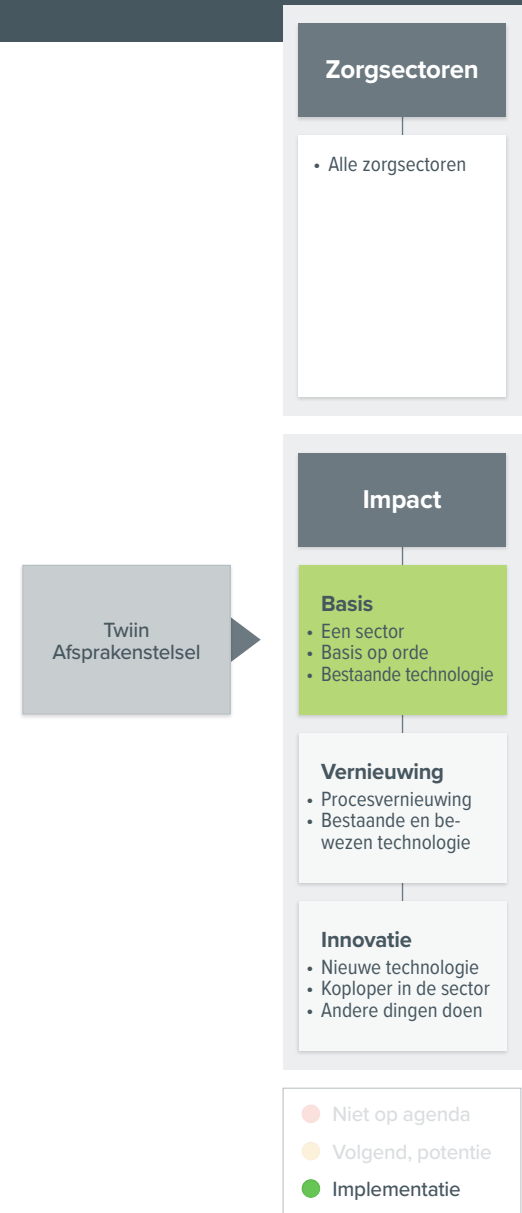 Zorgsectoren
• Alle zorgsectoren
Impact
Twiin
Afsprakenstelsel
Basis
• Een sector
• Basis op orde
• Bestaande technologie
Vernieuwing
• Procesvernieuwing
• Bestaande en be-
wezen technologie
Innovatie
• Nieuwe technologie
• Koploper in de sector
• Andere dingen doen
Niet op agenda
Volgend, potentie
Implementatie